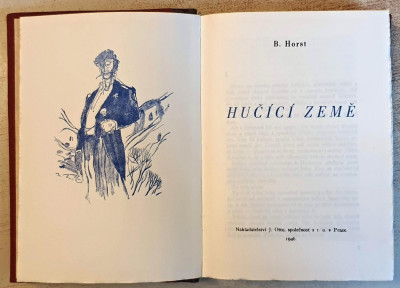 B. Horst
HUČÍCÍ ZEMĚ
Nakladatelství J. Otto, společnost s r. o. v Praze.
1946